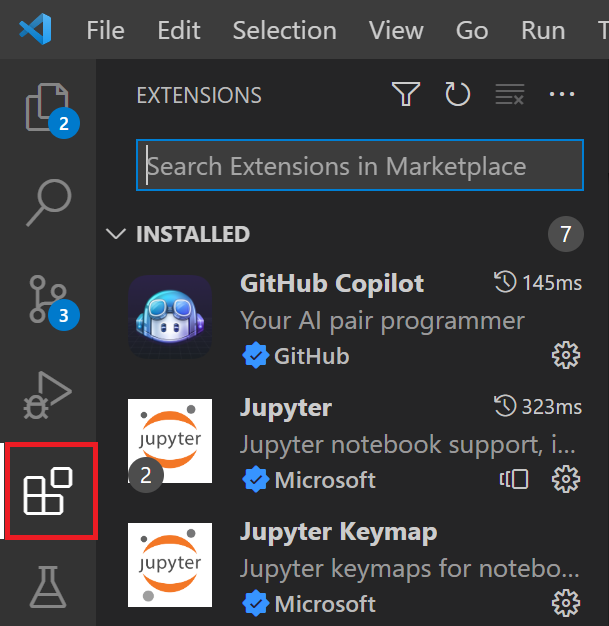 File Edit Selection View Go Run T
EXTENSIONS
2
Search Extensions in Marketplace
INSTALLED 7
GitHub Copilot 145ms
Your AI pair programmer
GitHub
3
Jupyter 323ms
jupyter
Jupyter notebook support, i...
2
Microsoft
Jupyter Keymap
jupyter
Jupyter keymaps for notebo...
Microsoft